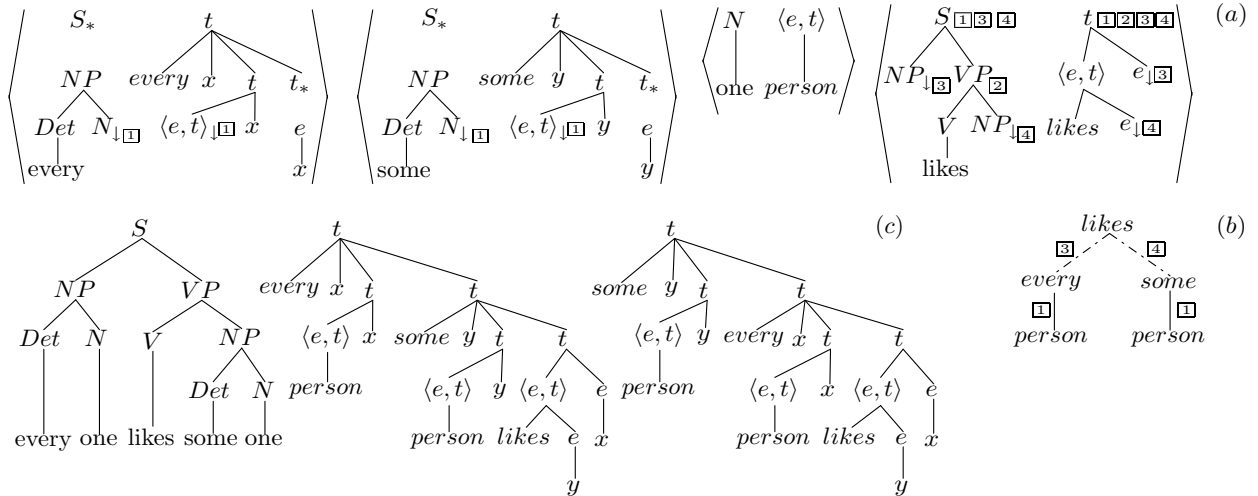 S∗ t S∗ t N ⟨e, t⟩ S 1 3 4 t 1 2 3 4 (a)
NP every x t t∗ NP some y t t∗ one person NP↓3 VP 2 ⟨e, t⟩ e↓3
Det N↓1 ⟨e, t⟩↓1 x e Det N↓1 ⟨e, t⟩↓1 y e V NP↓4 likes e↓4
every x some y likes
S t t (c) likes (b)
3 4
NP VP every x t t some y t t every some
Det N V NP ⟨e, t⟩ x some y t t ⟨e, t⟩ y every x t t 1 1
person person
Det N person ⟨e, t⟩ y ⟨e, t⟩ e person ⟨e, t⟩ x ⟨e, t⟩ e
every one likes some one person likes e x person likes e x
y y